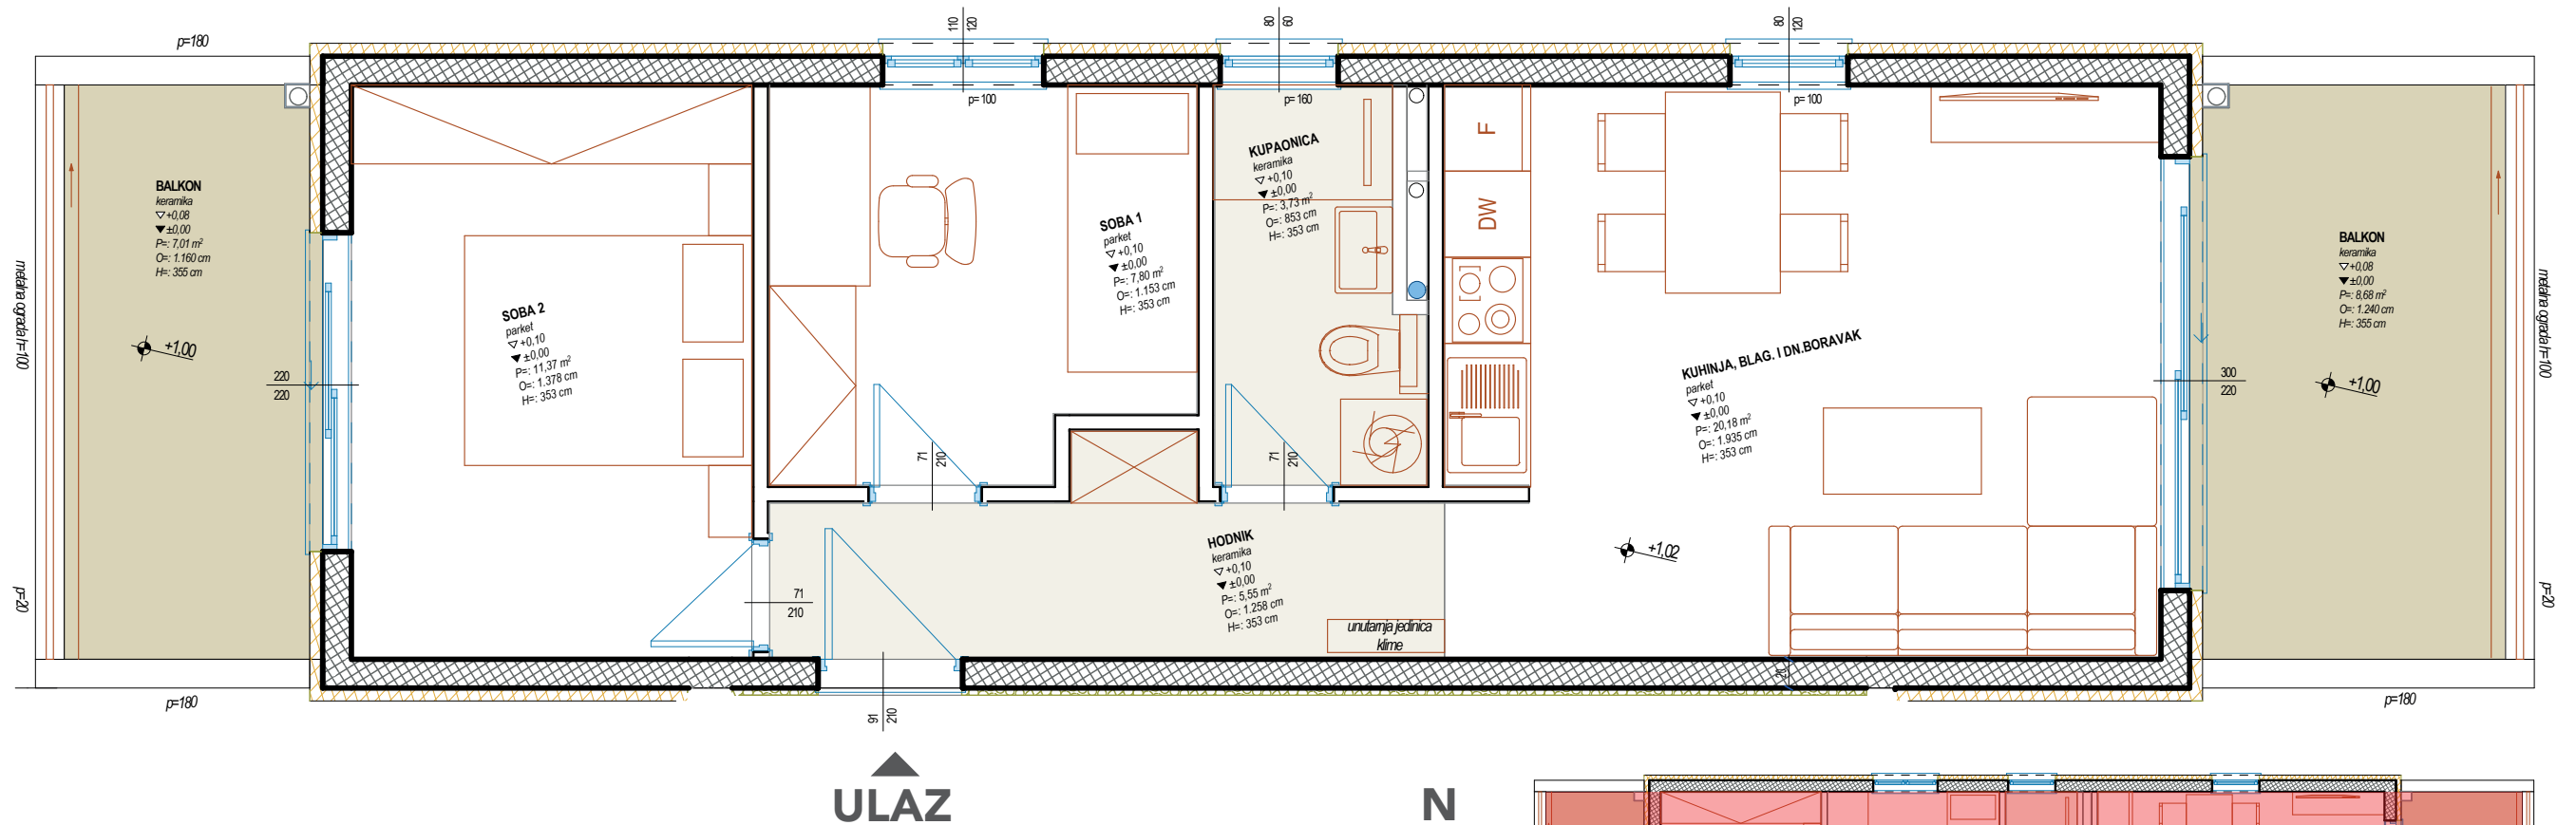 p=180
110
120
80
60
80
120
p= 100
p= 160
p= 100
BALKON
keramika
▽+0,08
▼±0,00
P=: 7,01 m²
O=: 1.160 cm
H=: 355 cm
metalna ograda h=100
+1,00
p=20
p=180
220
220
SOBA 2
parket
▽+0,10
▼±0,00
P=: 11,37 m²
O=: 1.378 cm
H=: 353 cm
SOBA 1
parket
▽+0,10
▼±0,00
P=: 7,80 m²
O=: 1.153 cm
H=: 353 cm
71
210
KUPAONICA
keramika
▽+0,10
▼±0,00
P=: 3,73 m²
O=: 853 cm
H=: 353 cm
71
210
F
DW
KUHINJA, BLAG. I DN.BORAVAK
parket
▽+0,10
▼±0,00
P=: 20,18 m²
O=: 1.935 cm
H=: 353 cm
+1,02
HODNIK
keramika
▽+0,10
▼±0,00
P=: 5,55 m²
O=: 1.258 cm
H=: 353 cm
71
210
unutarnja jedinica
klime
20
91
210
300
220
BALKON
keramika
▽+0,08
▼±0,00
P=: 8,68 m²
O=: 1.240 cm
H=: 355 cm
+1,00
metalna ograda h=100
p=20
p=180
ULAZ
N